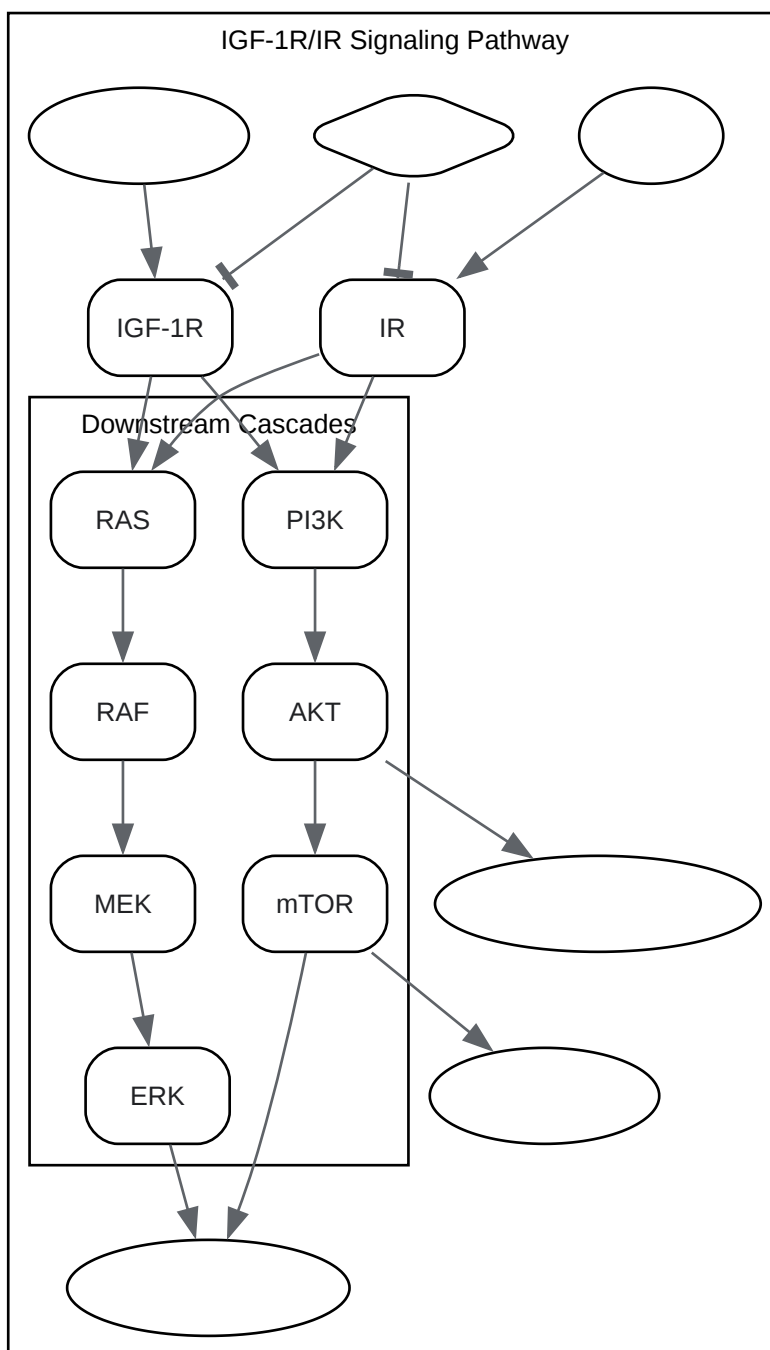 IGF-1R/IR Signaling Pathway
IGF-1R
IR
Downstream Cascades
RAS
PI3K
RAF
AKT
MEK
mTOR
ERK